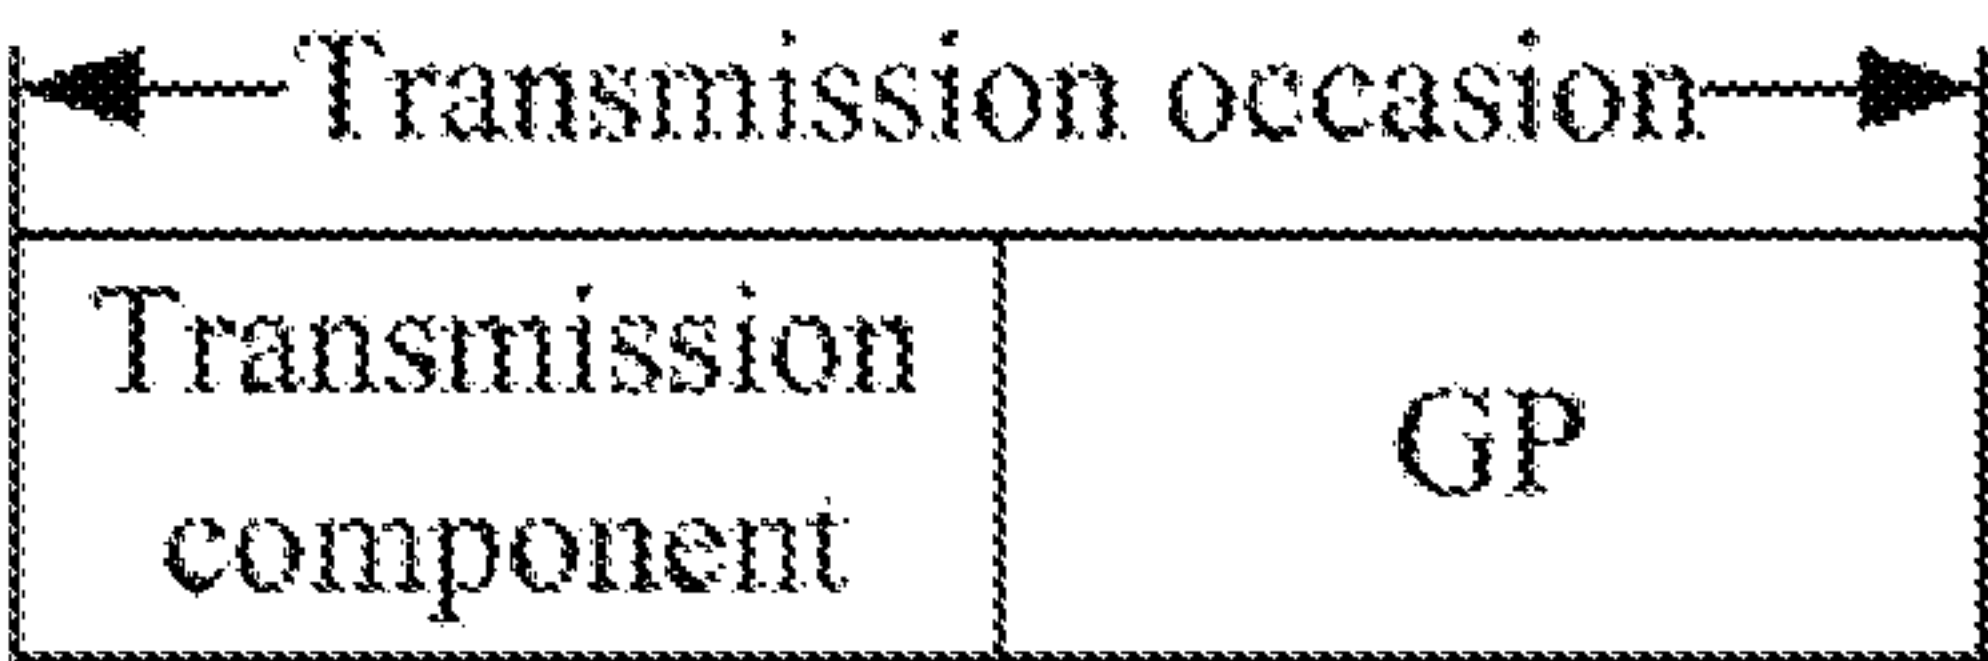 Transmission occasion
Transmission
component
GP